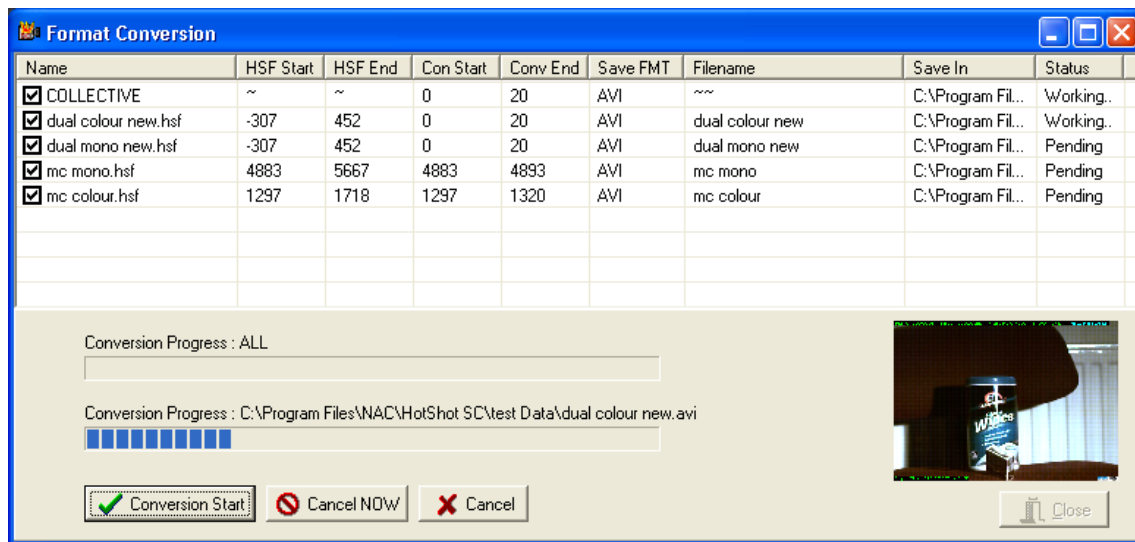 Format Conversion
Name HSF Start HSF End Con Start Conv End Save FMT Filename Save In Status
COLLECTIVE ~ ~ 0 20 AVI ~~ C:\Program Fil... Working..
dual colour new.hsf -307 452 0 20 AVI dual colour new C:\Program Fil... Working..
dual mono new.hsf -307 452 0 20 AVI dual mono new C:\Program Fil... Pending
mc mono.hsf 4883 5667 4883 4893 AVI mc mono C:\Program Fil... Pending
mc colour.hsf 1297 1718 1297 1320 AVI mc colour C:\Program Fil... Pending
Conversion Progress : ALL
Conversion Progress : C:\Program Files\NAC\HotShot SC\test Data\dual colour new.avi
Wipes
Conversion Start Cancel NOW Cancel Close